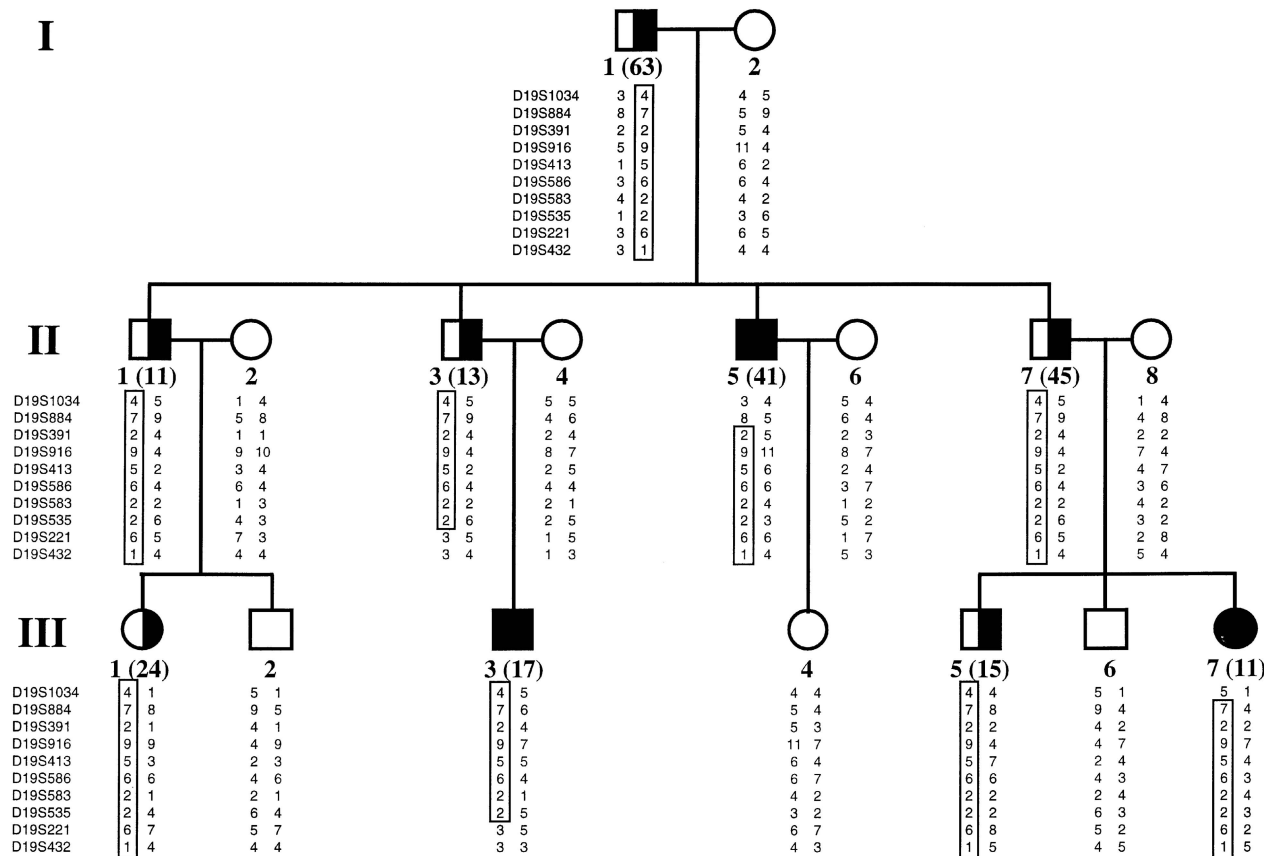 I
1 (63) 2
D19S1034 3 4 4 5
D19S884 8 7 5 9
D19S391 2 2 5 4
D19S916 5 9 11 4
D19S413 1 5 6 2
D19S586 3 6 6 4
D19S583 4 2 4 2
D19S535 1 2 3 6
D19S221 3 6 6 5
D19S432 3 1 4 4
II
1 (11) 2 3 (13) 4 5 (41) 6 7 (45) 8
D19S1034 4 5 1 4 4 5 5 5 3 4 5 4 4 5 1 4
D19S884 7 9 5 8 7 9 4 6 8 5 6 4 7 9 4 8
D19S391 2 4 1 1 2 4 2 4 2 5 2 3 2 4 2 2
D19S916 9 4 9 10 9 4 8 7 9 11 8 7 9 4 7 4
D19S413 5 2 3 4 5 2 2 5 5 6 2 4 5 2 4 7
D19S586 6 4 6 4 6 4 4 4 6 6 3 7 6 4 3 6
D19S583 2 2 1 3 2 2 2 1 2 4 1 2 2 2 4 2
D19S535 2 6 4 3 2 6 2 5 2 3 5 2 2 6 3 2
D19S221 6 5 7 3 3 5 1 5 6 6 1 7 6 5 2 8
D19S432 1 4 4 4 3 4 1 3 1 4 5 3 1 4 5 4
III
1 (24) 2 3 (17) 4 5 (15) 6 7 (11)
D19S1034 4 1 5 1 4 5 4 4 4 4 5 1 5 1
D19S884 7 8 9 5 7 6 5 4 7 8 9 4 7 4
D19S391 2 1 4 1 2 4 5 3 2 2 4 2 2 2
D19S916 9 9 4 9 9 7 11 7 9 4 4 7 9 7
D19S413 5 3 2 3 5 5 6 4 5 7 2 4 5 4
D19S586 6 6 4 6 6 4 6 7 6 6 4 3 6 3
D19S583 2 1 2 1 2 1 4 2 2 2 2 4 2 4
D19S535 2 4 6 4 2 5 3 2 2 2 6 3 2 3
D19S221 6 7 5 7 3 5 6 7 6 8 5 2 6 2
D19S432 1 4 4 4 3 3 4 3 1 5 4 5 1 5